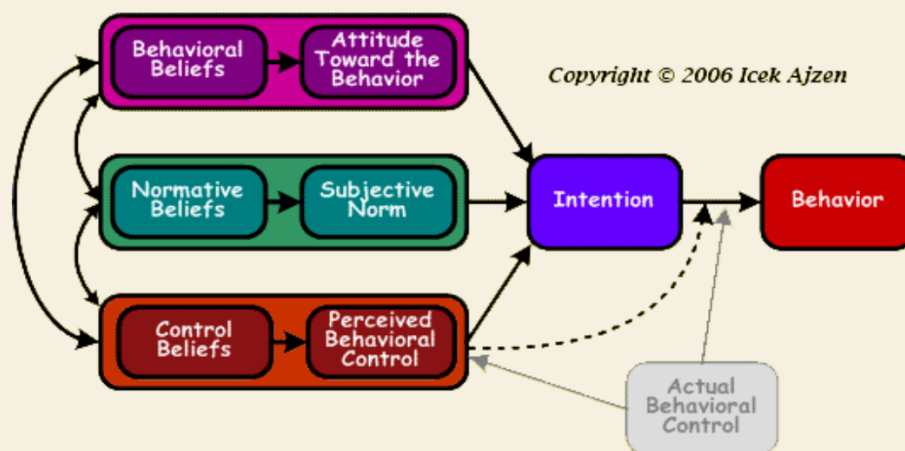 Behavioral
Beliefs
Attitude
Toward the
Behavior
Copyright © 2006 Icek Ajzen
Normative
Beliefs
Subjective
Norm
Intention
Behavior
Control
Beliefs
Perceived
Behavioral
Control
Actual
Behavioral
Control